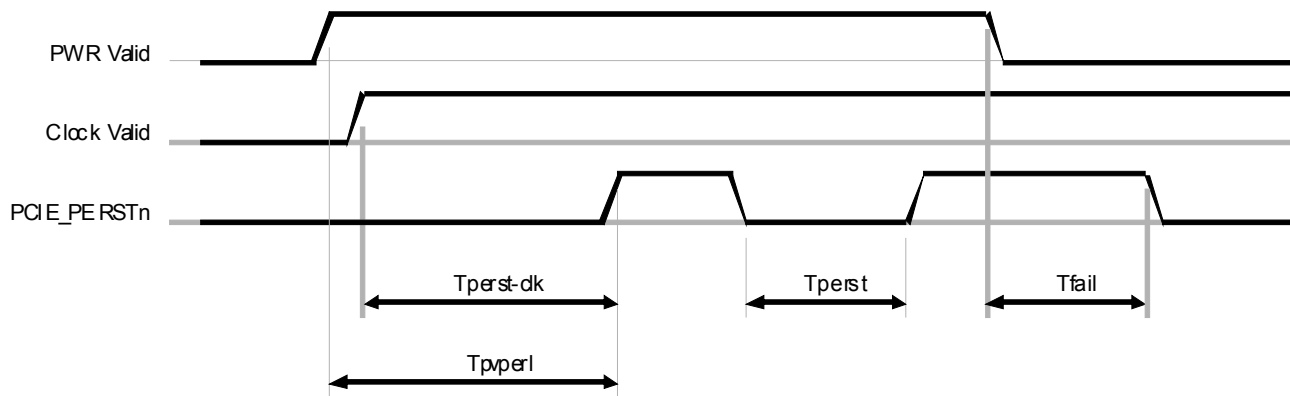 PWR Valid
Clock Valid
PCIE_PERSTn
Tperst-clk
Tperst
Tfail
Tpvperl